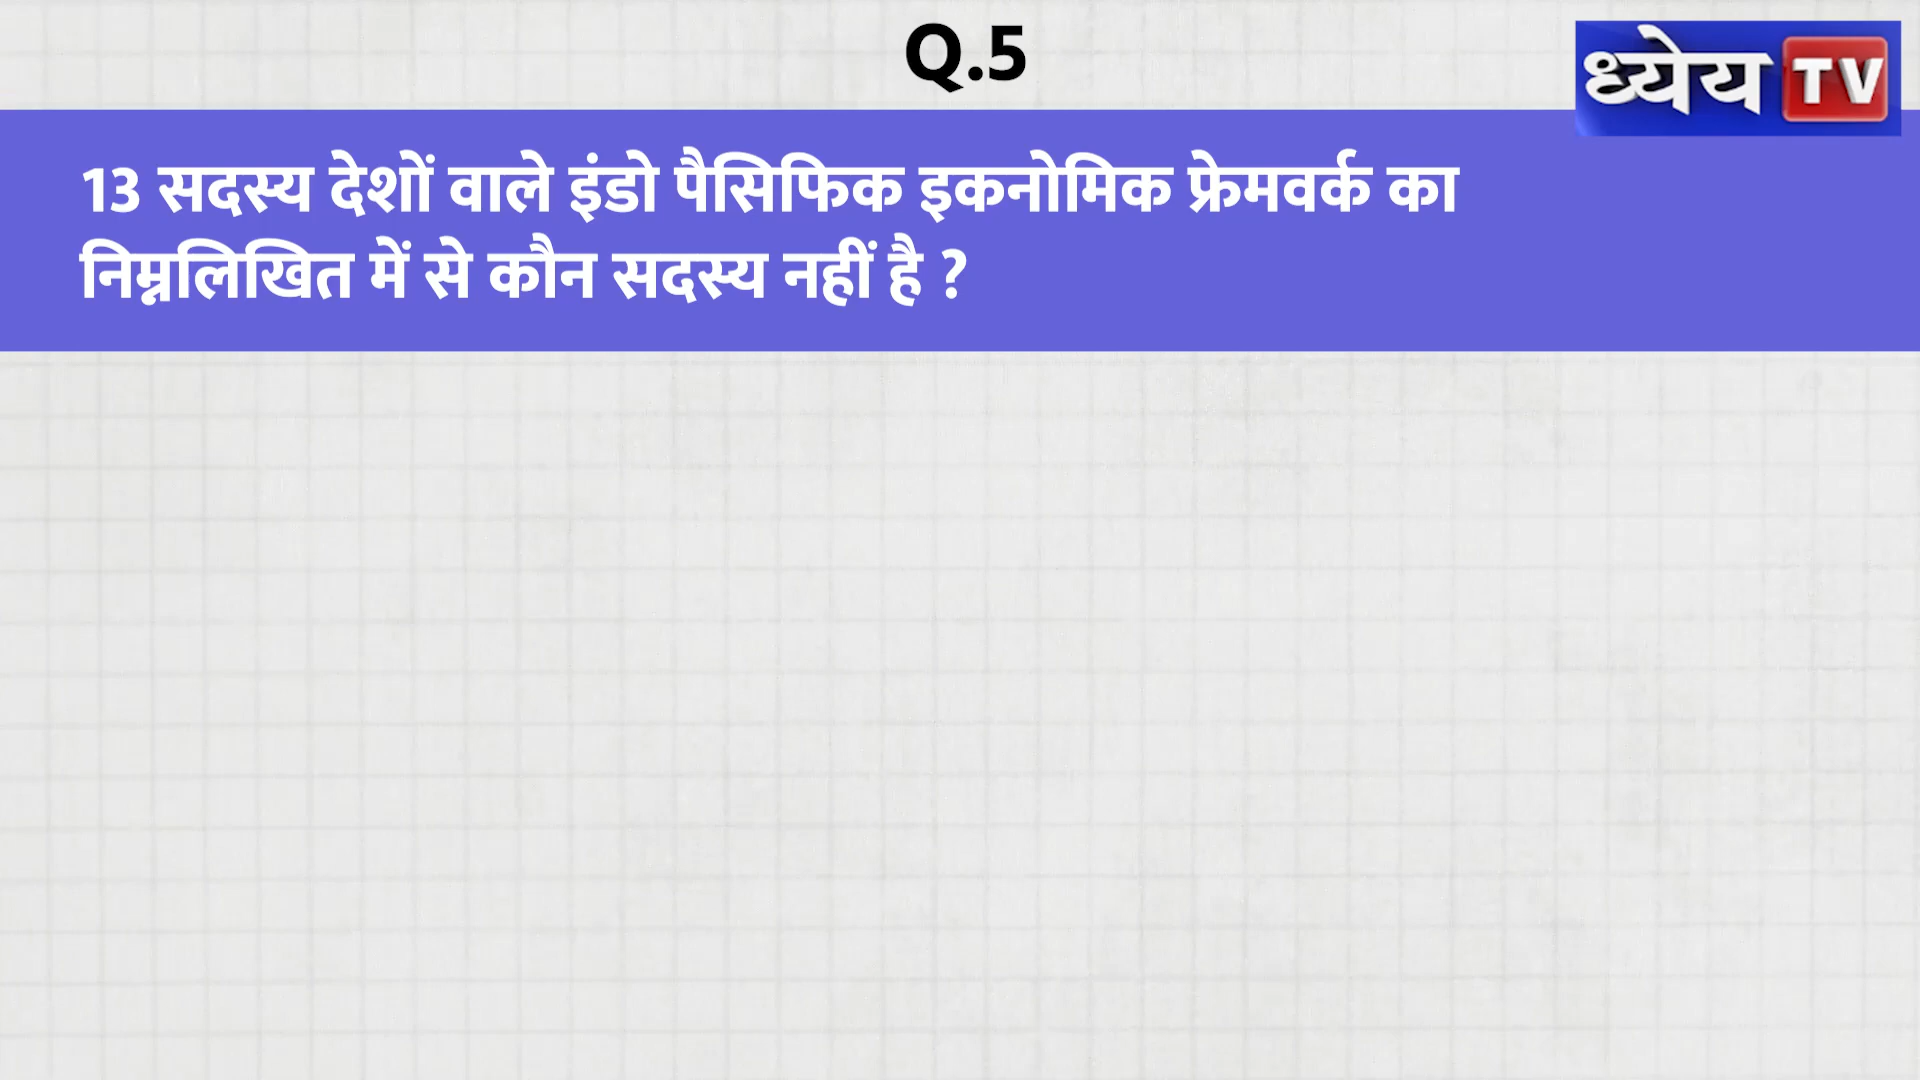 Q.5
ध्येय TV
13 सदस्य देशों वाले इंडो पैसिफिक इकनोमिक फ्रेमवर्क का
निम्नलिखित में से कौन सदस्य नहीं है ?